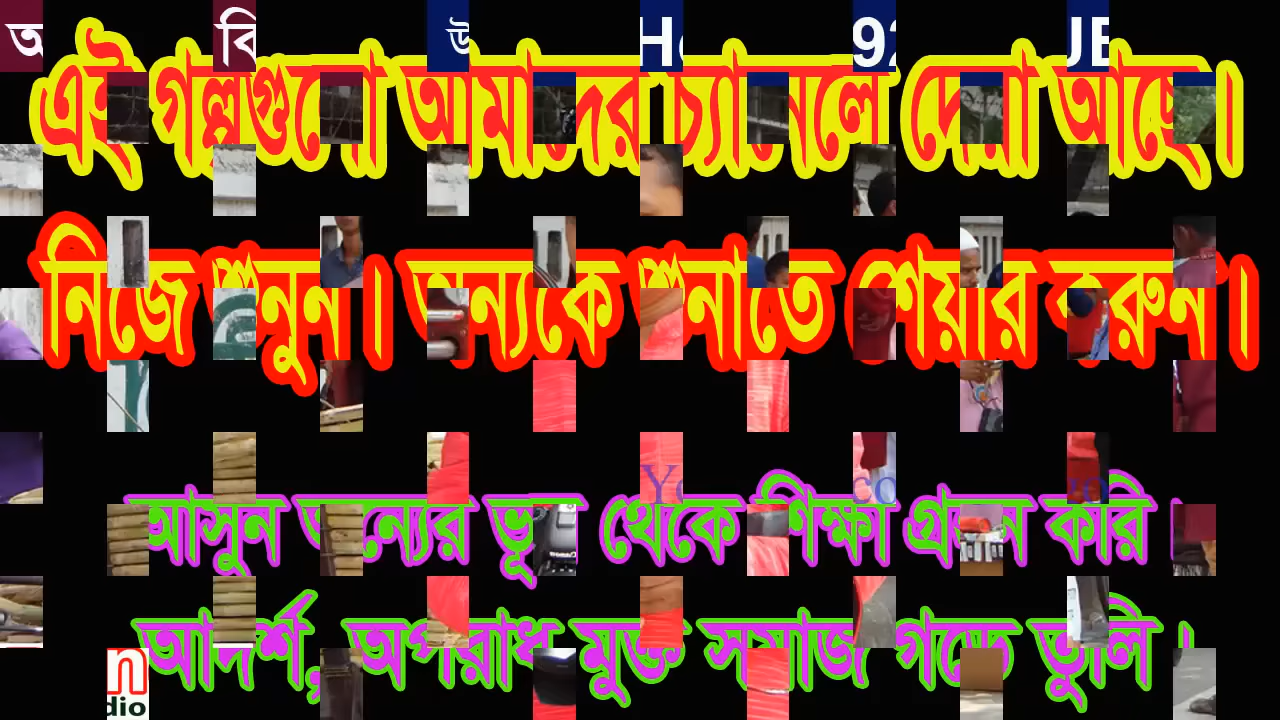 এই গল্পগুলো আমাদের চ্যানেলে দেয়া আছে।
নিজে শুনুন। অন্যকে শুনাতে শেয়ার করুন।
আসুন অন্যের ভূল থেকে শিক্ষা গ্রহন করি।
আদর্শ, অপরাধ মুক্ত সমাজ গড়ে তুলি।